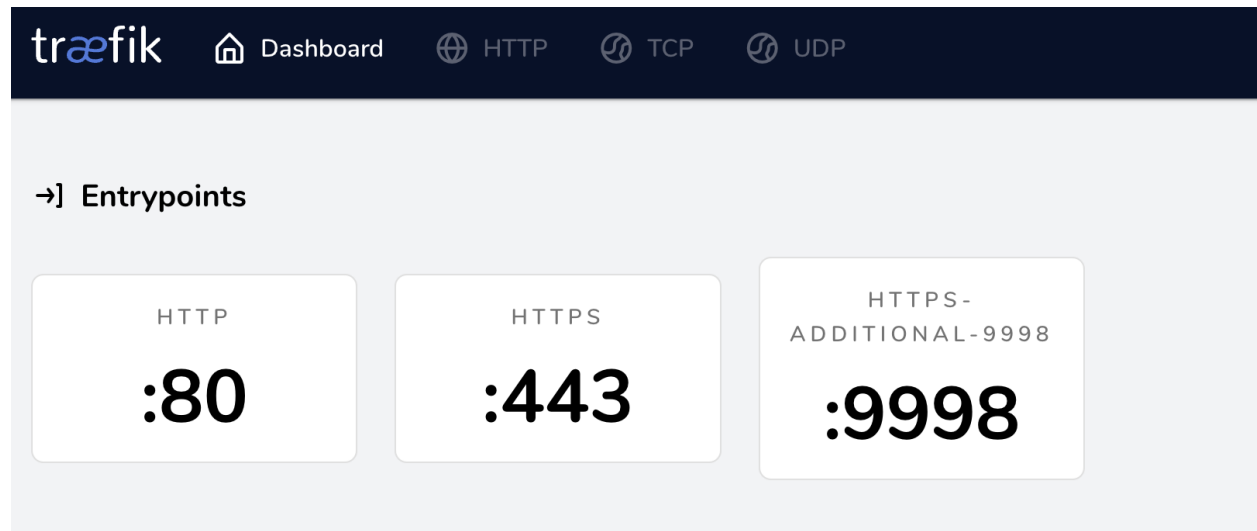 træfik Dashboard HTTP TCP UDP
Entrypoints
HTTP
:80
HTTPS
:443
HTTPS-
ADDITIONAL-9998
:9998